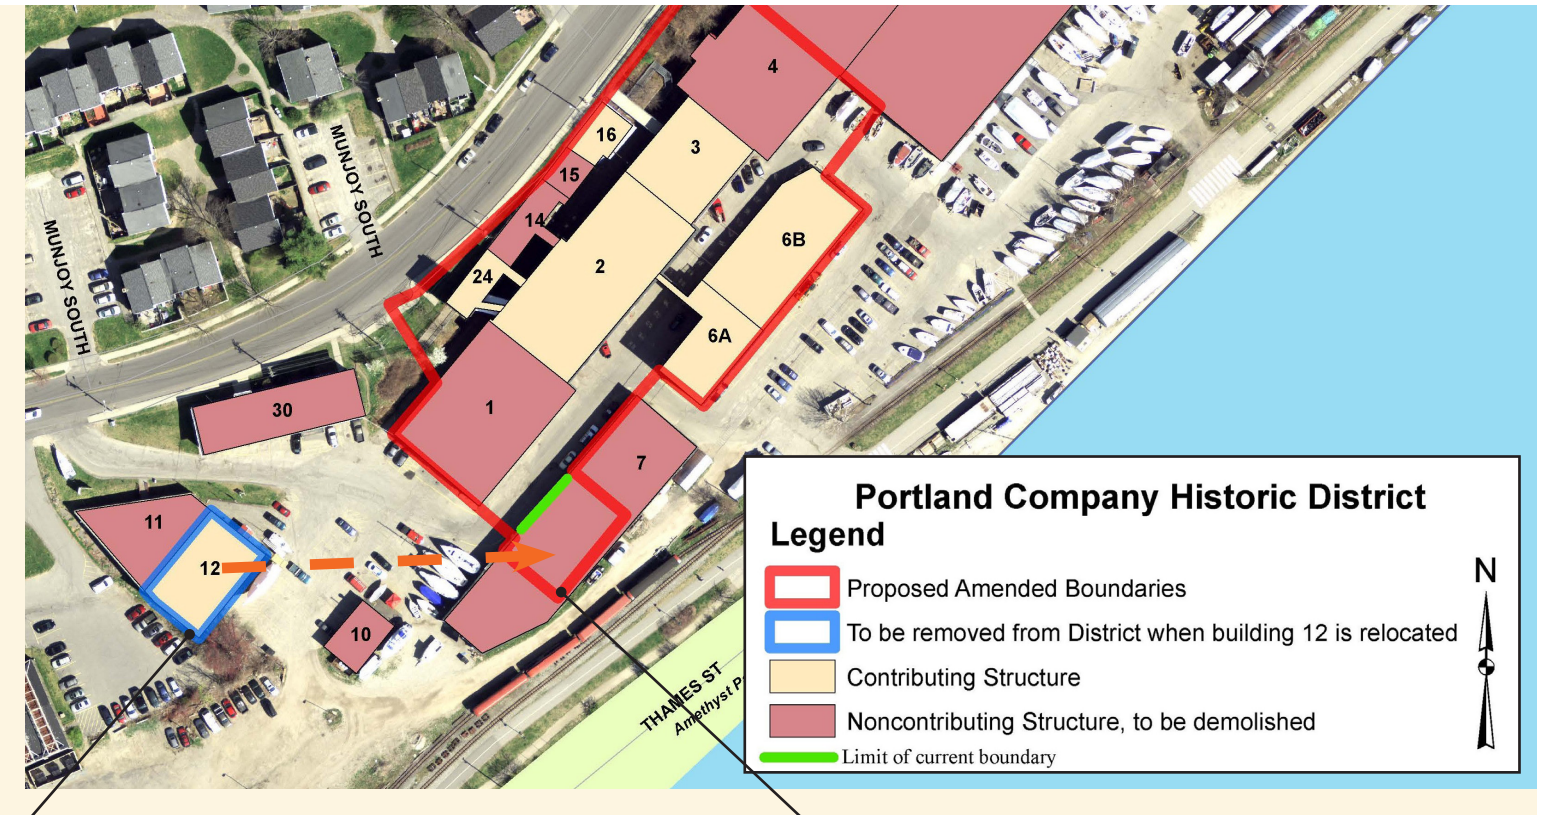 4
16
3
15
14
6B
2
24
6A
1
30
7
11
12
10
MUNJOY SOUTH
MUNJOY SOUTH
THAMES ST
Amethyst
Portland Company Historic District
Legend
Proposed Amended Boundaries
To be removed from District when building 12 is relocated
Contributing Structure
Noncontributing Structure, to be demolished
Limit of current boundary
N